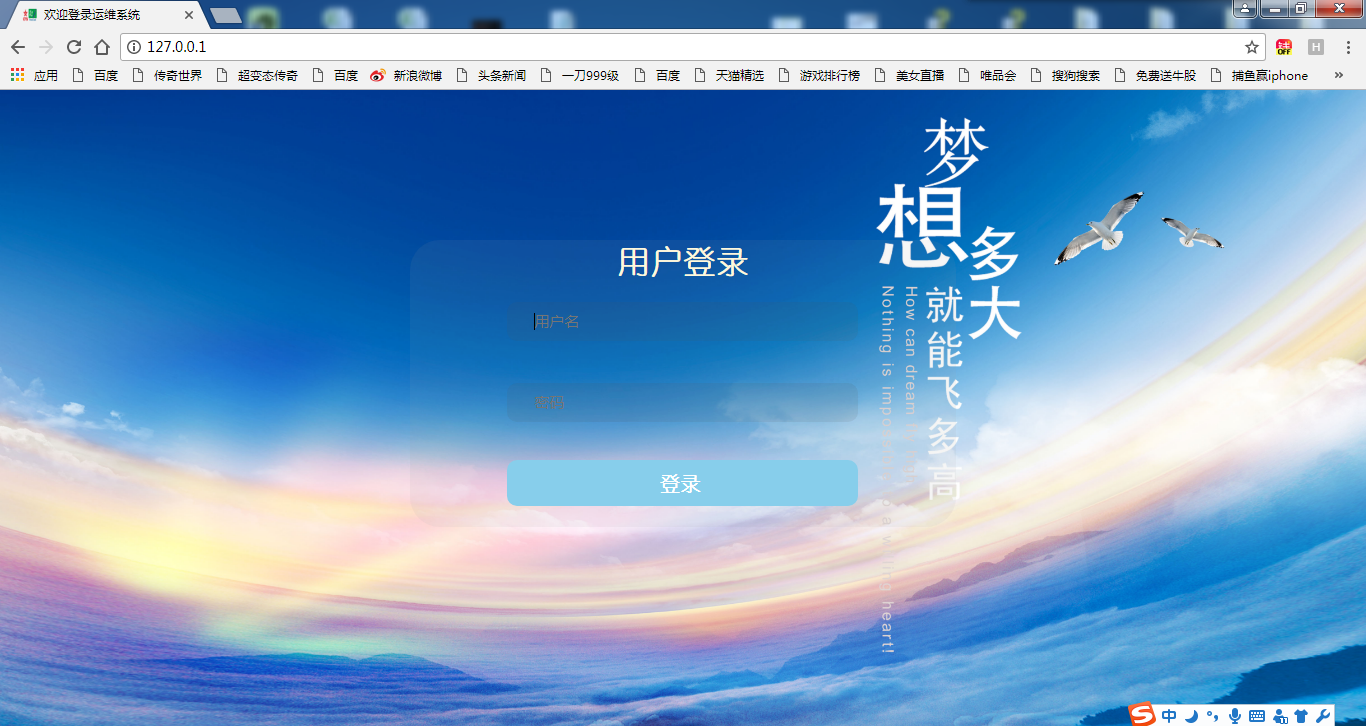 欢迎登录运维系统
127.0.0.1
应用 百度 传奇世界 超变态传奇 百度 新浪微博 头条新闻 一刀999级 百度 天猫精选 游戏排行榜 美女直播 唯品会 搜狗搜索 免费送牛股 捕鱼赢iphone »
梦想多大
就能飞多高
How can dream
Nothing is a willing heart!
用户登录
用户名
密码
登录
中